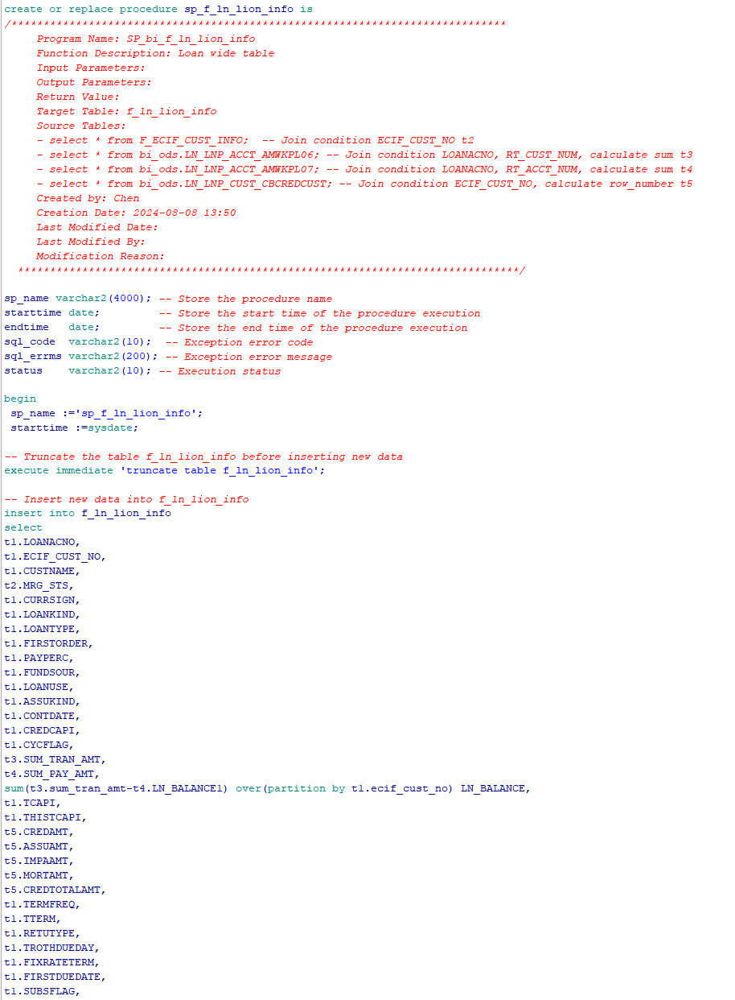 create or replace procedure sp_f_ln_lion_info is
/*****************************************************************************
Program Name: SP_bi_f_ln_lion_info
Function Description: Loan wide table
Input Parameters:
Output Parameters:
Return Value:
Target Table: f_ln_lion_info
Source Tables:
- select * from F_ECIF_CUST_INFO;  -- Join condition ECIF_CUST_NO t2
- select * from bi_ods.LN_LNP_ACCT_AMWKPL06; -- Join condition LOANACNO, RT_CUST_NUM, calculate sum t3
- select * from bi_ods.LN_LNP_ACCT_AMWKPL07; -- Join condition LOANACNO, RT_ACCT_NUM, calculate sum t4
- select * from bi_ods.LN_LNP_CUST_CBCREDCUST; -- Join condition ECIF_CUST_NO, calculate row_number t5
Created by: Chen
Creation Date: 2024-08-08 13:50
Last Modified Date:
Last Modified By:
Modification Reason:
******************************************************************************/
sp_name varchar2(4000); -- Store the procedure name
starttime date;         -- Store the start time of the procedure execution
endtime   date;         -- Store the end time of the procedure execution
sql_code  varchar2(10);  -- Exception error code
sql_errms varchar2(200); -- Exception error message
status    varchar2(10); -- Execution status
begin
sp_name :='sp_f_ln_lion_info';
starttime :=sysdate;
-- Truncate the table f_ln_lion_info before inserting new data
execute immediate 'truncate table f_ln_lion_info';
-- Insert new data into f_ln_lion_info
insert into f_ln_lion_info
select
t1.LOANACNO,
t1.ECIF_CUST_NO,
t1.CUSTNAME,
t2.MRG_STS,
t1.CURRSIGN,
t1.LOANKIND,
t1.LOANTYPE,
t1.FIRSTORDER,
t1.PAYPERC,
t1.FUNDSOUR,
t1.LOANUSE,
t1.ASSUKIND,
t1.CONTDATE,
t1.CREDCAPI,
t1.CYCFLAG,
t3.SUM_TRAN_AMT,
t4.SUM_PAY_AMT,
sum(t3.sum_tran_amt-t4.LN_BALANCE1) over(partition by t1.ecif_cust_no) LN_BALANCE,
t1.TCAPI,
t1.THISTCAPI,
t5.CREDAMT,
t5.ASSUAMT,
t5.IMPAAMT,
t5.MORTAMT,
t5.CREDTOTALAMT,
t1.TERMFREQ,
t1.TTERM,
t1.RETUTYPE,
t1.TROTHDUEDAY,
t1.FIXRATETERM,
t1.FIRSTDUEDATE,
t1.SUBSFLAG,